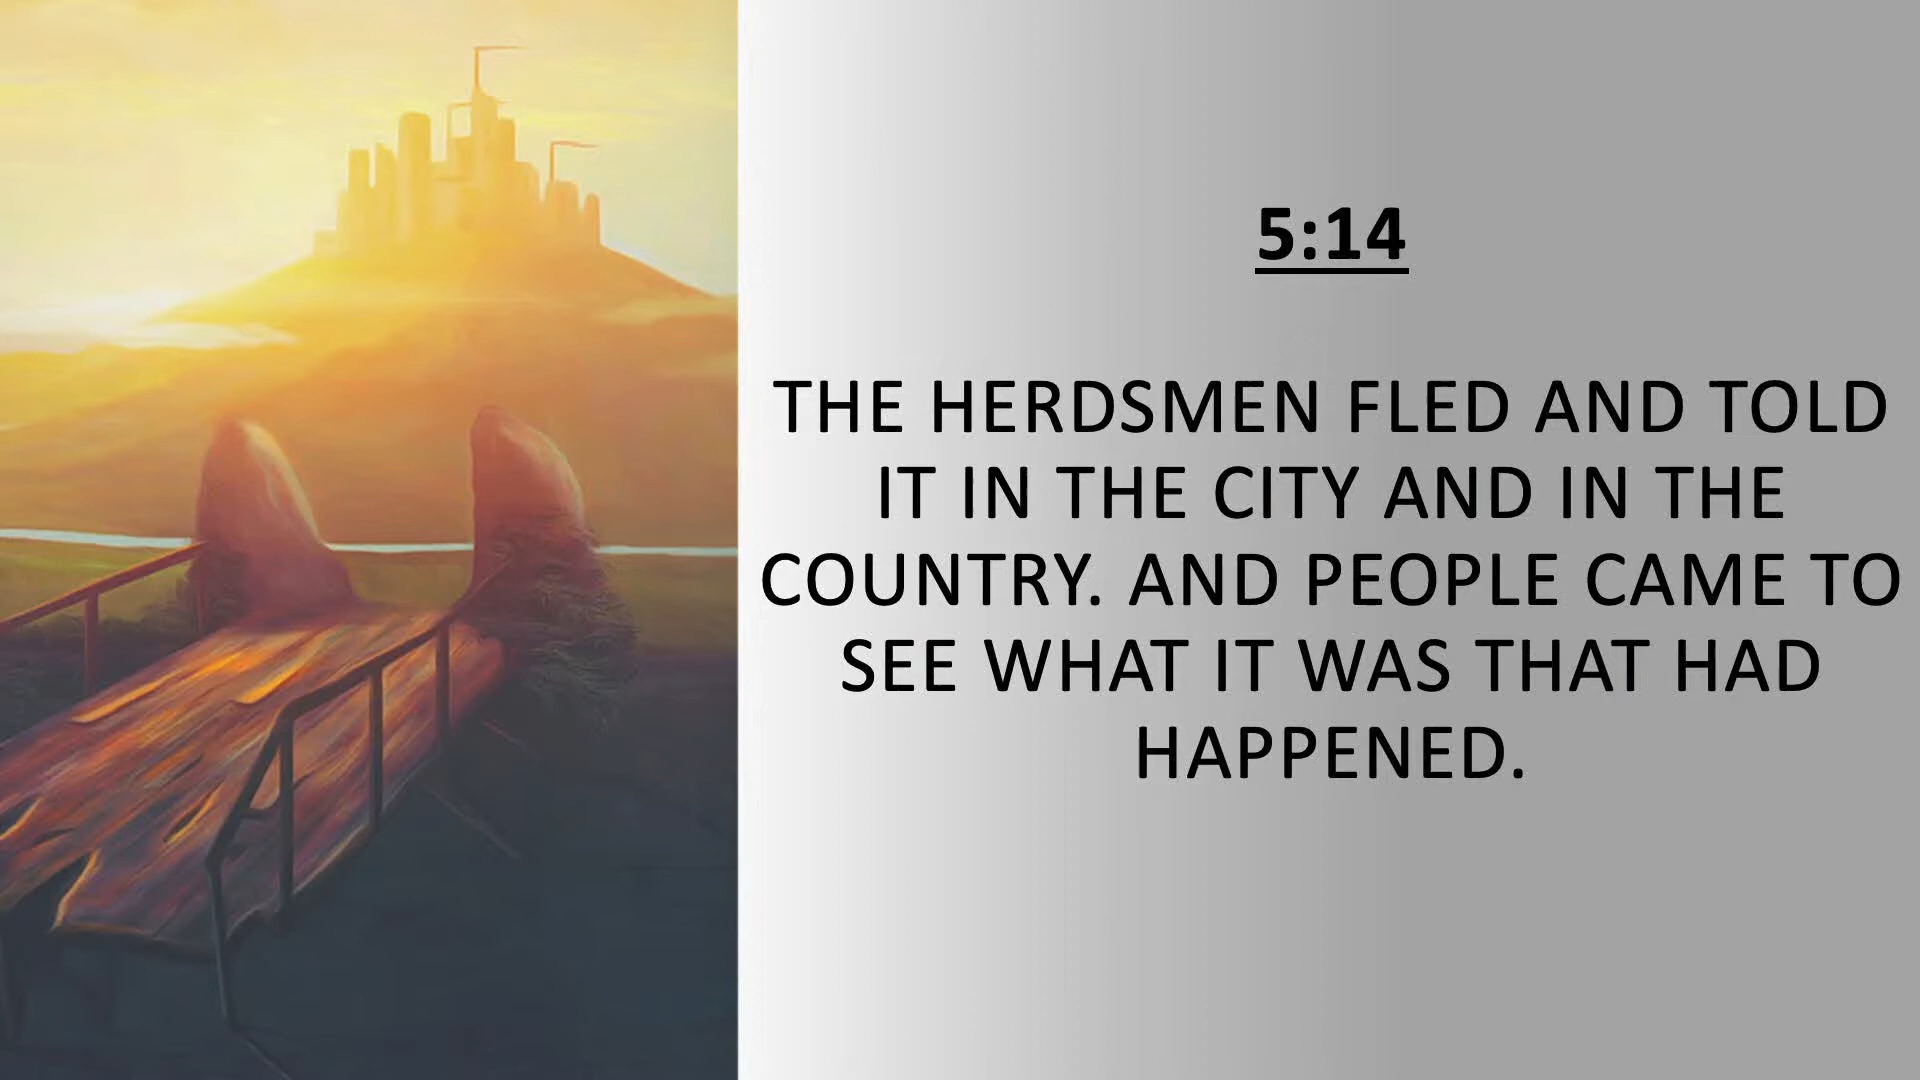 5:14
THE HERDSMEN FLED AND TOLD
IT IN THE CITY AND IN THE
COUNTRY. AND PEOPLE CAME TO
SEE WHAT IT WAS THAT HAD
HAPPENED.